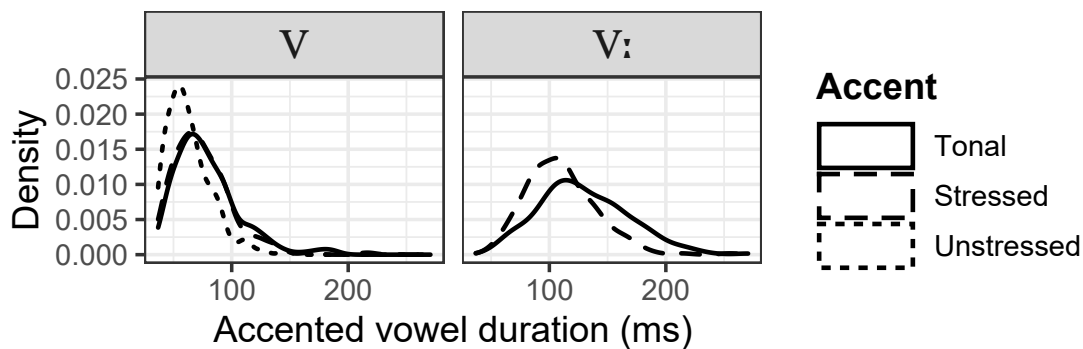 V Vː
Density
0.025
0.020
0.015
0.010
0.005
0.000
100 200 100 200
Accented vowel duration (ms)
Accent
Tonal
Stressed
Unstressed